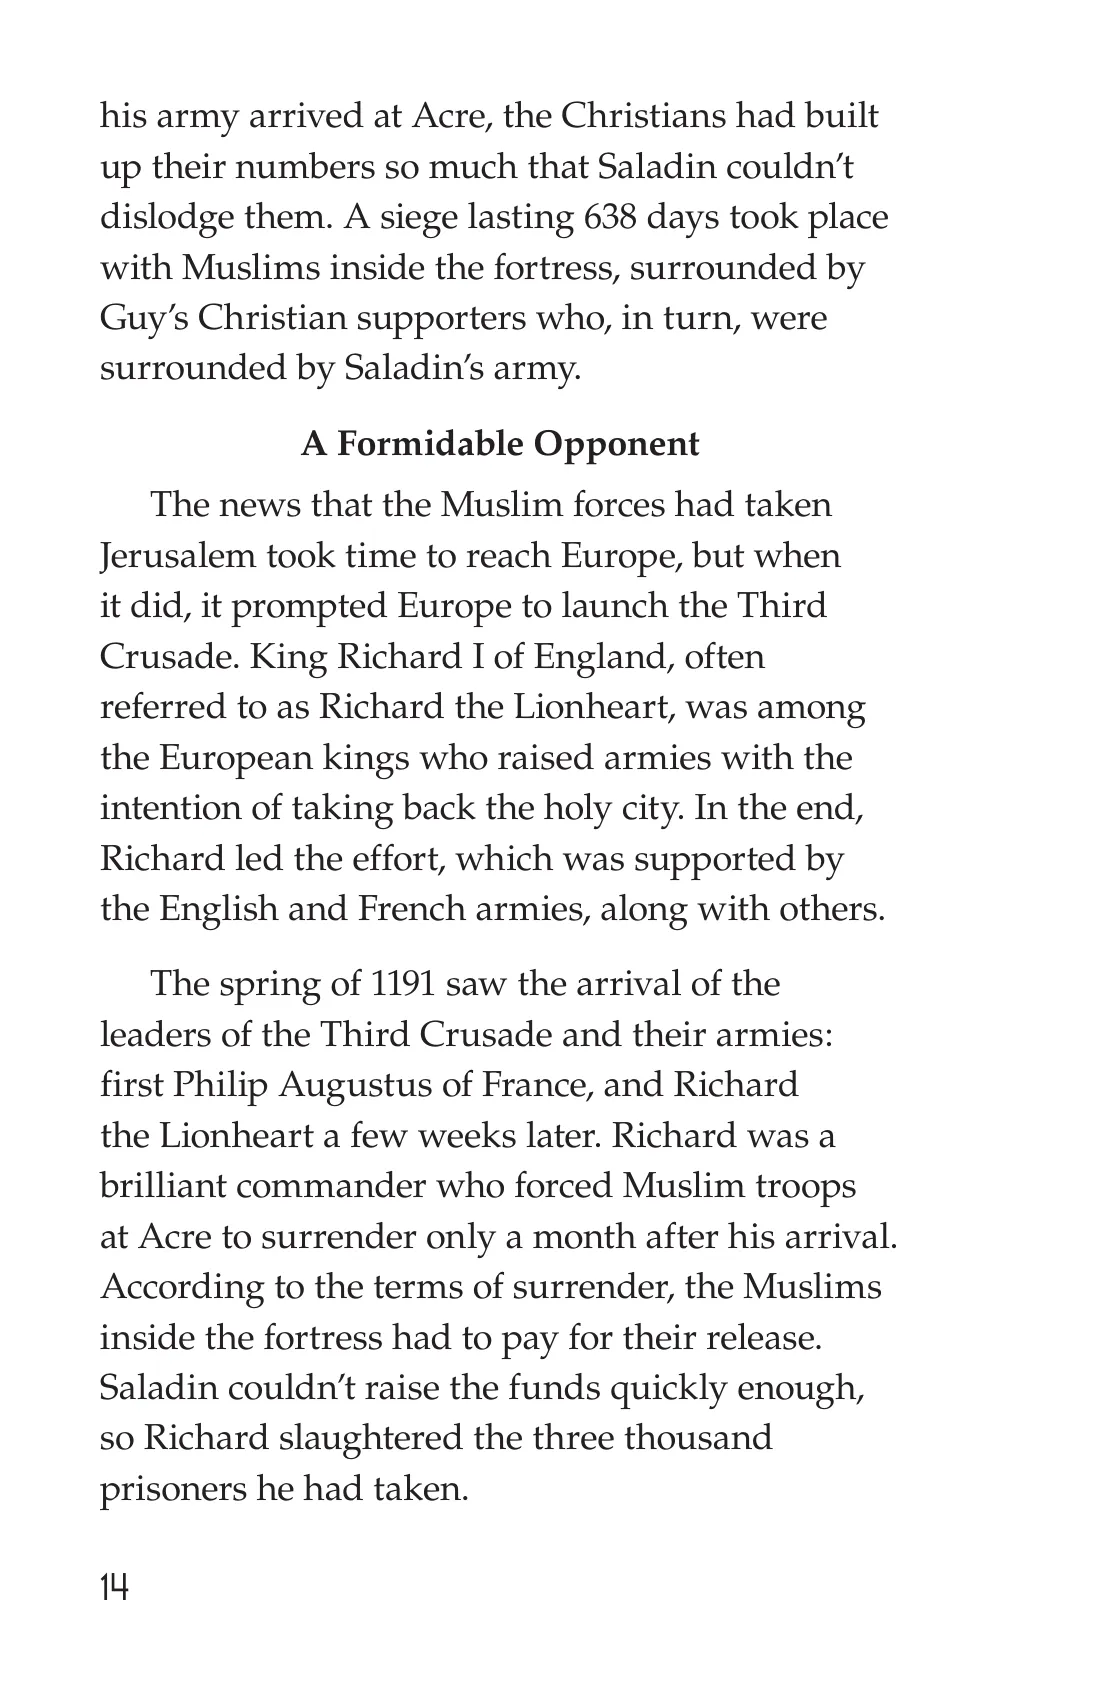 his army arrived at Acre, the Christians had built
up their numbers so much that Saladin couldn’t
dislodge them. A siege lasting 638 days took place
with Muslims inside the fortress, surrounded by
Guy’s Christian supporters who, in turn, were
surrounded by Saladin’s army.
A Formidable Opponent
The news that the Muslim forces had taken
Jerusalem took time to reach Europe, but when
it did, it prompted Europe to launch the Third
Crusade. King Richard I of England, often
referred to as Richard the Lionheart, was among
the European kings who raised armies with the
intention of taking back the holy city. In the end,
Richard led the effort, which was supported by
the English and French armies, along with others.
The spring of 1191 saw the arrival of the
leaders of the Third Crusade and their armies:
first Philip Augustus of France, and Richard
the Lionheart a few weeks later. Richard was a
brilliant commander who forced Muslim troops
at Acre to surrender only a month after his arrival.
According to the terms of surrender, the Muslims
inside the fortress had to pay for their release.
Saladin couldn’t raise the funds quickly enough,
so Richard slaughtered the three thousand
prisoners he had taken.
14